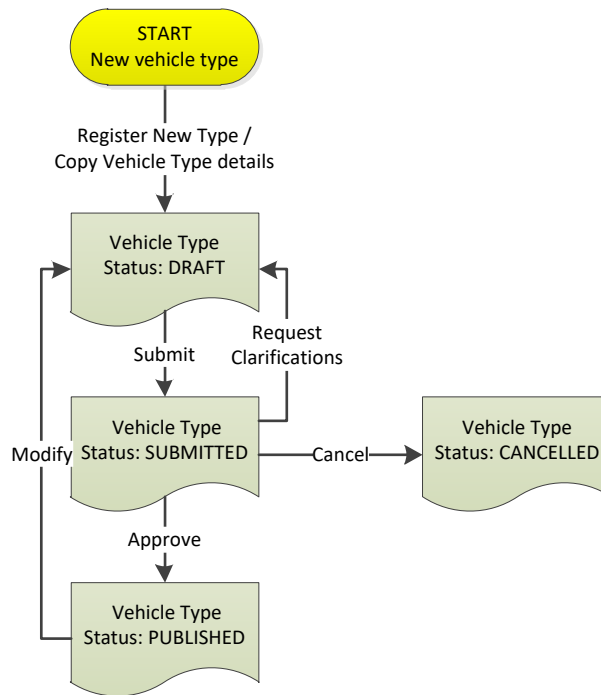 START
New vehicle type
Register New Type /
Copy Vehicle Type details
Vehicle Type
Status: DRAFT
Submit
Request
Clarifications
Vehicle Type
Status: SUBMITTED
Modify
Cancel
Vehicle Type
Status: CANCELLED
Approve
Vehicle Type
Status: PUBLISHED